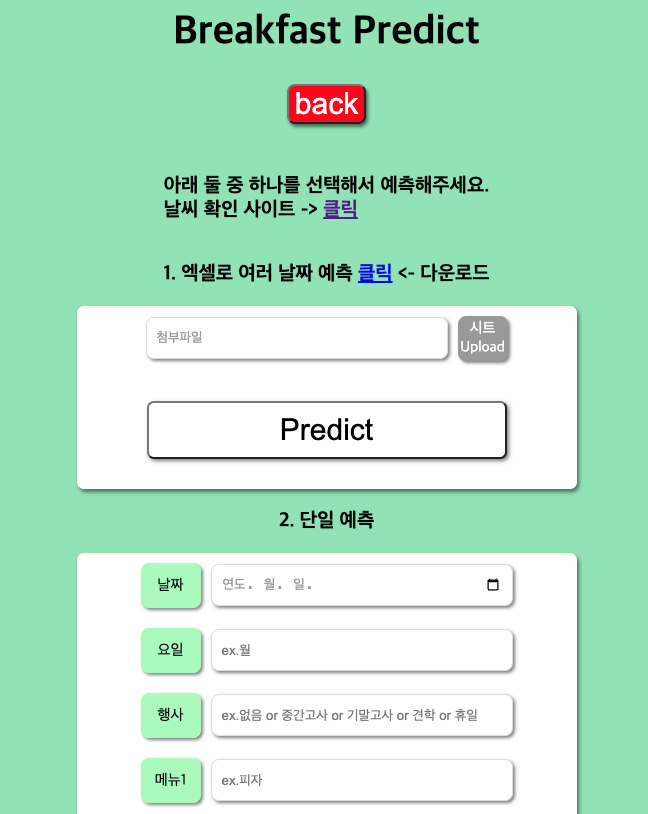 Breakfast Predict
back
아래 둘 중 하나를 선택해서 예측해주세요.
날씨 확인 사이트 -> 클릭
1. 엑셀로 여러 날짜 예측 클릭 <- 다운로드
첨부파일
시트
Upload
Predict
2. 단일 예측
날짜
연도. 월. 일.
요일
ex.월
행사
ex.없음 or 중간고사 or 기말고사 or 견학 or 휴일
메뉴1
ex.피자